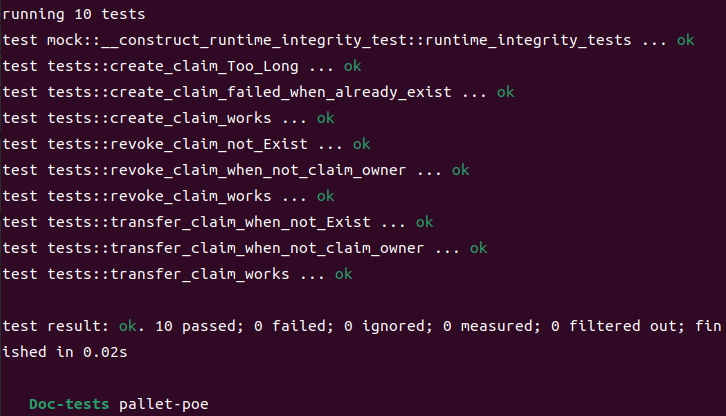 running 10 tests
test mock::__construct_runtime_integrity_test::runtime_integrity_tests ... ok
test tests::create_claim_Too_Long ... ok
test tests::create_claim_failed_when_already_exist ... ok
test tests::create_claim_works ... ok
test tests::revoke_claim_not_Exist ... ok
test tests::revoke_claim_when_not_claim_owner ... ok
test tests::revoke_claim_works ... ok
test tests::transfer_claim_when_not_Exist ... ok
test tests::transfer_claim_when_not_claim_owner ... ok
test tests::transfer_claim_works ... ok
test result: ok. 10 passed; 0 failed; 0 ignored; 0 measured; 0 filtered out; fin
ished in 0.02s
Doc-tests pallet-poe